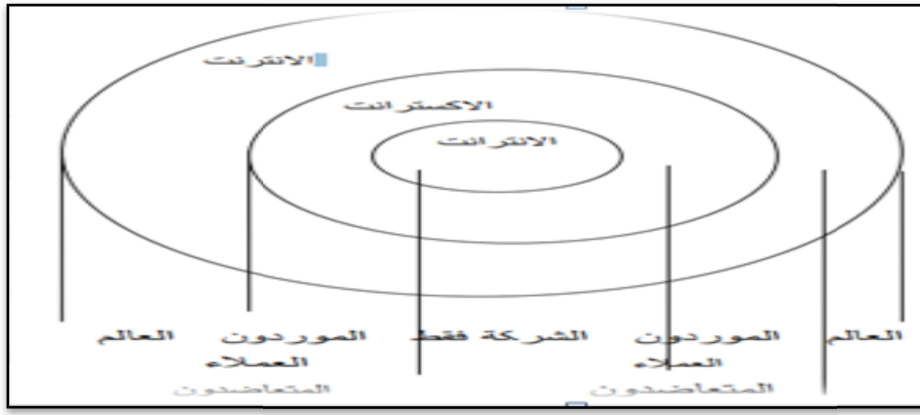 الانترنت
الاكسترانت
الانترانت
العالم الموردون الشركة فقط الموردون العالم
العملاء العملاء
المتعاضدون المتعاضدون